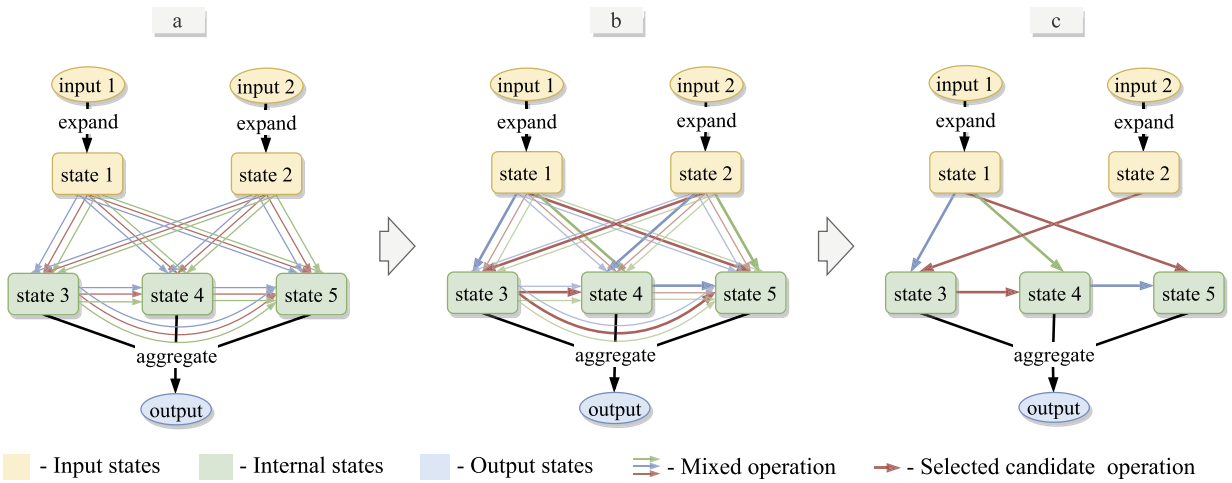 a b c
input 1 input 2 input 1 input 2 input 1 input 2
expand expand expand expand expand expand
state 1 state 2 state 1 state 2 state 1 state 2
state 3 state 4 state 5 state 3 state 4 state 5 state 3 state 4 state 5
aggregate aggregate aggregate
output output output
- Input states - Internal states - Output states - Mixed operation - Selected candidate operation